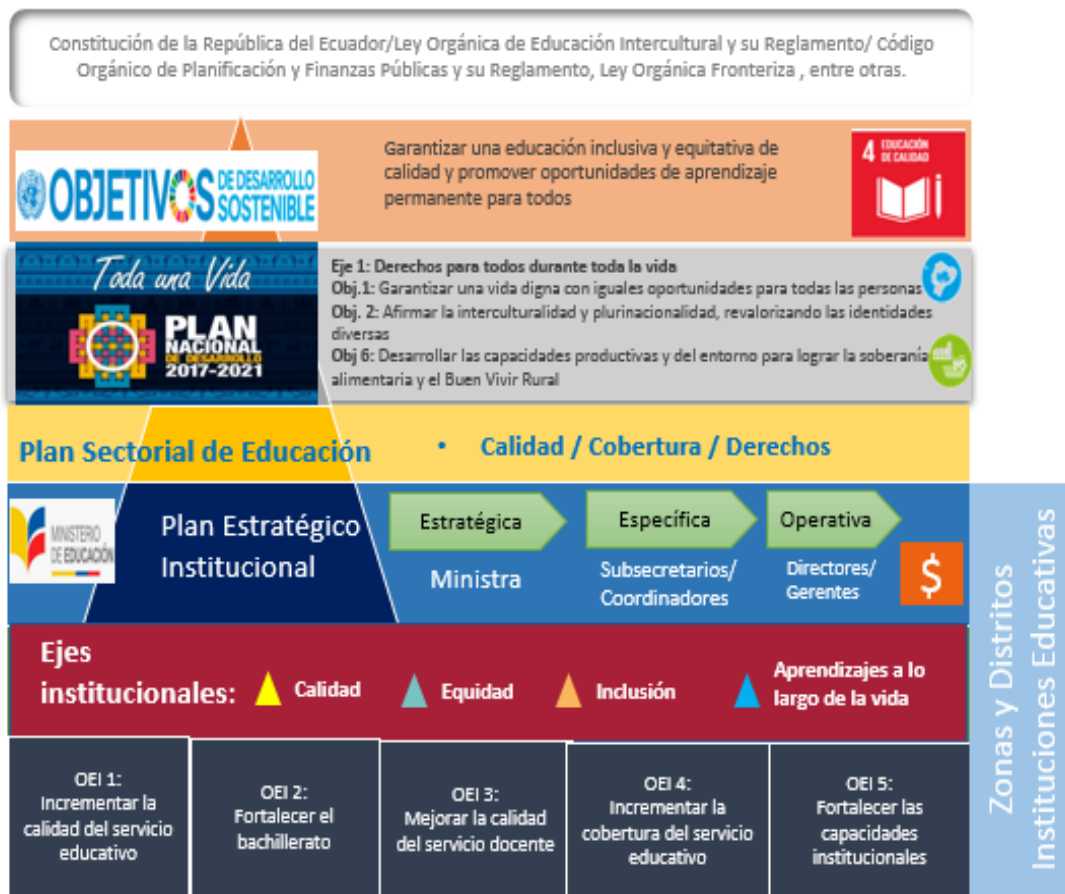 Constitución de la República del Ecuador/Ley Orgánica de Educación Intercultural y su Reglamento/ Código
Orgánico de Planificación y Finanzas Públicas y su Reglamento, Ley Orgánica Fronteriza , entre otras.
OBJETIVOS DE DESARROLLO
SOSTENIBLE
Garantizar una educación inclusiva y equitativa de
calidad y promover oportunidades de aprendizaje
permanente para todos
4 EDUCACIÓN
DE CALIDAD
Toda una Vida
PLAN
NACIONAL
DE DESARROLLO
2017-2021
Eje 1: Derechos para todos durante toda la vida
Obj.1: Garantizar una vida digna con iguales oportunidades para todas las personas
Obj. 2: Afirmar la interculturalidad y plurinacionalidad, revalorizando las identidades
diversas
Obj 6: Desarrollar las capacidades productivas y del entorno para lograr la soberanía
alimentaria y el Buen Vivir Rural
Plan Sectorial de Educación
• Calidad / Cobertura / Derechos
MINISTERIO
DE EDUCACIÓN
Plan Estratégico
Institucional
Estratégica
Ministra
Específica
Subsecretarios/
Coordinadores
Operativa
Directores/
Gerentes
$
Ejes
institucionales:
Calidad
Equidad
Inclusión
Aprendizajes a lo
largo de la vida
OEI 1:
Incrementar la
calidad del servicio
educativo
OEI 2:
Fortalecer el
bachillerato
OEI 3:
Mejorar la calidad
del servicio docente
OEI 4:
Incrementar la
cobertura del servicio
educativo
OEI 5:
Fortalecer las
capacidades
institucionales
Zonas y Distritos
Instituciones Educativas